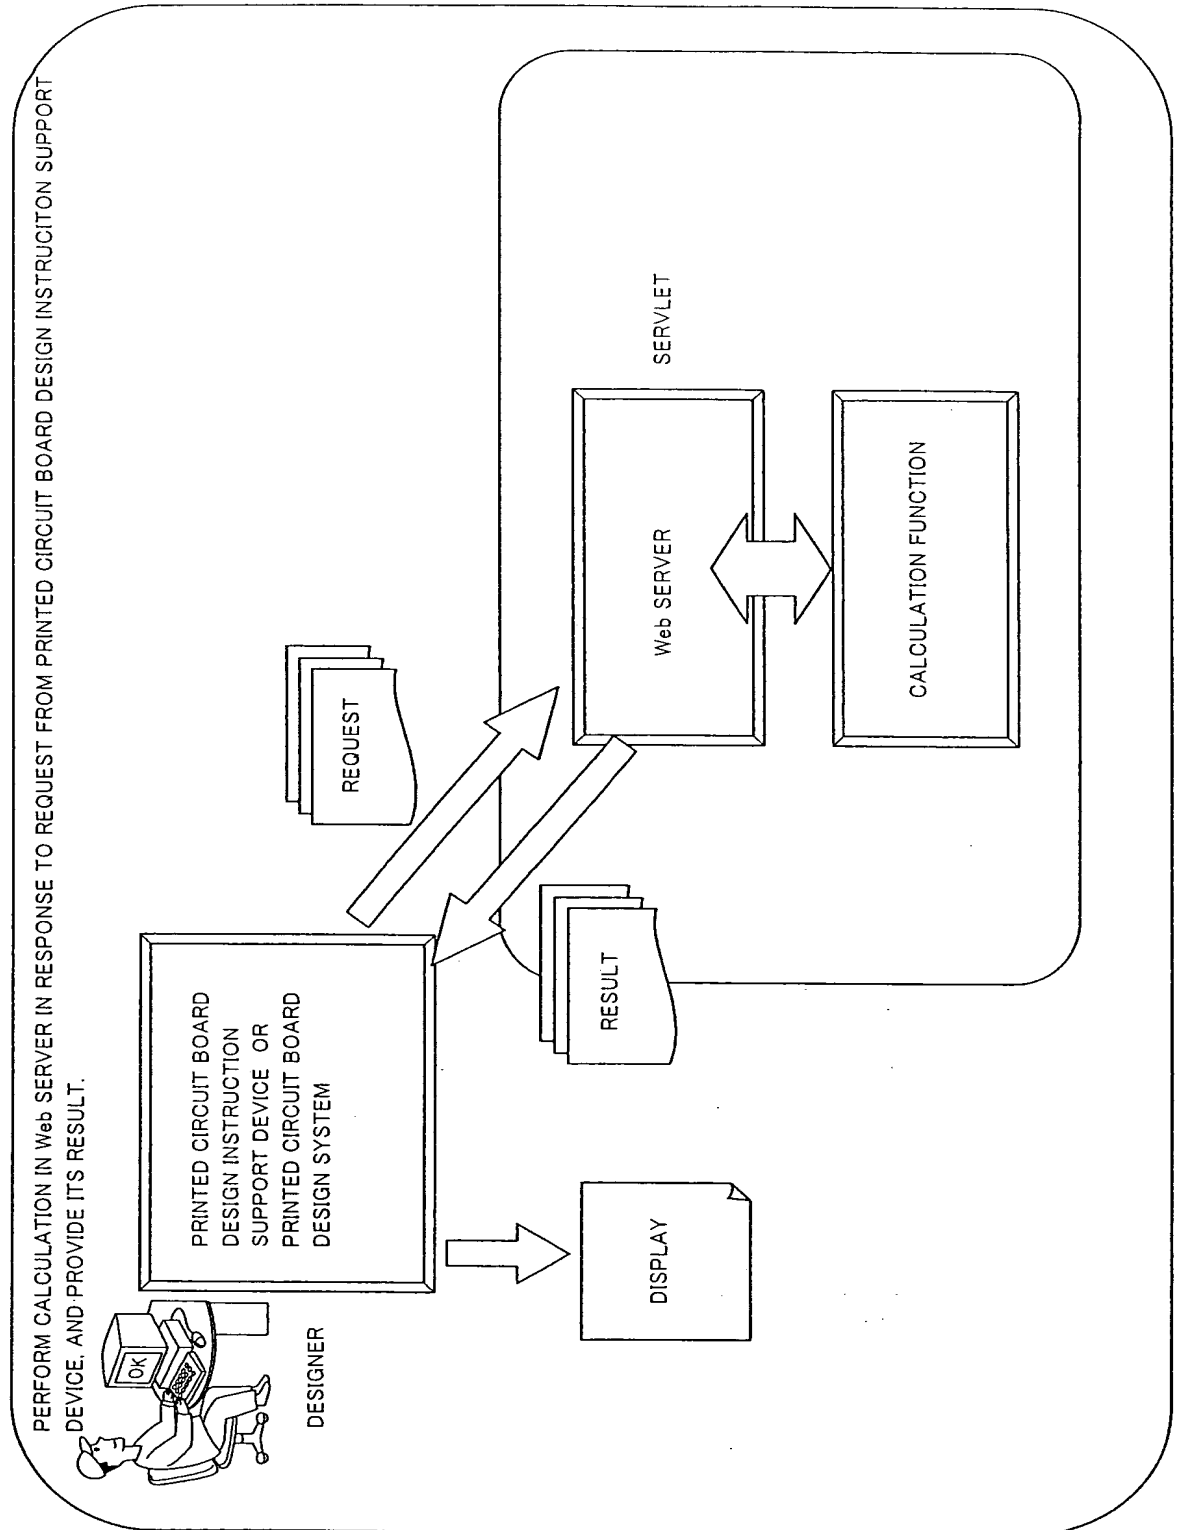 PERFORM CALCULATION IN Web SERVER IN RESPONSE TO REQUEST FROM PRINTED CIRCUIT BOARD DESIGN INSTRUCITON SUPPORT
DEVICE, AND PROVIDE ITS RESULT.
OK
DESIGNER
PRINTED CIRCUIT BOARD
DESIGN INSTRUCTION
SUPPORT DEVICE OR
PRINTED CIRCUIT BOARD
DESIGN SYSTEM
REQUEST
RESULT
DISPLAY
Web SERVER
SERVLET
CALCULATION FUNCTION